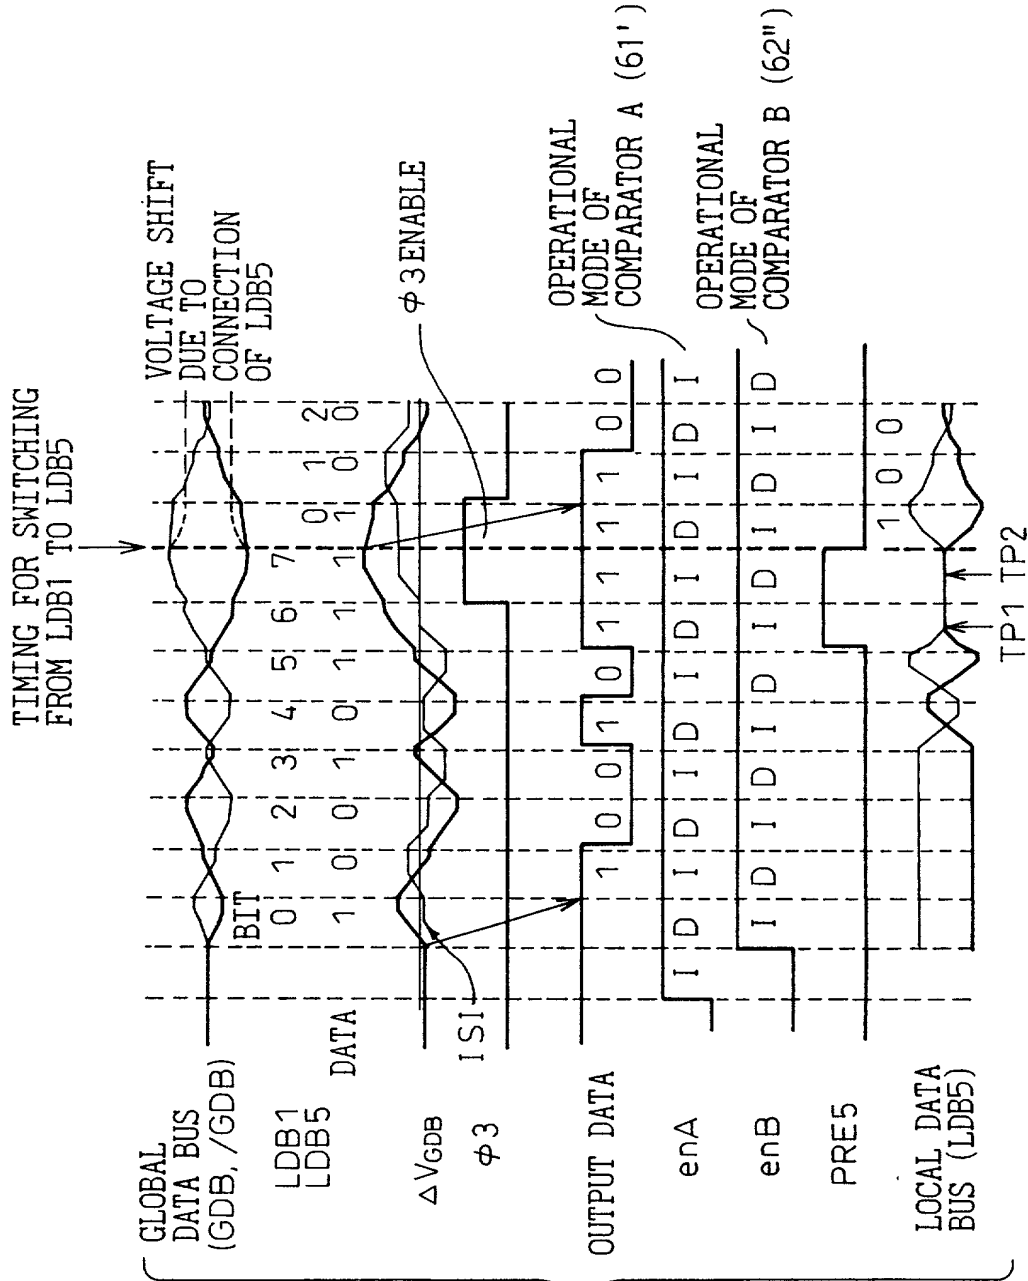 TIMING FOR SWITCHING
FROM LDB1 TO LDB5
VOLTAGE SHIFT
DUE TO
CONNECTION
OF LDB5
GLOBAL
DATA BUS
(GDB, /GDB)
BIT
LDB1 0 1 2 3 4 5 6 7
LDB5 0 1 2
DATA 1 0 0 1 0 1 1 1 1 0 0
ΔVGDB
ISI
φ3
φ3ENABLE
OUTPUT DATA 1 0 0 1 0 1 1 1 1 0 0
OPERATIONAL
MODE OF
COMPARATOR A (61')
enA I D I D I D I D I D I D I
OPERATIONAL
MODE OF
COMPARATOR B (62")
enB I D I D I D I D I D I D
PRE5
LOCAL DATA
BUS (LDB5)
1 0 0
TP1 TP2